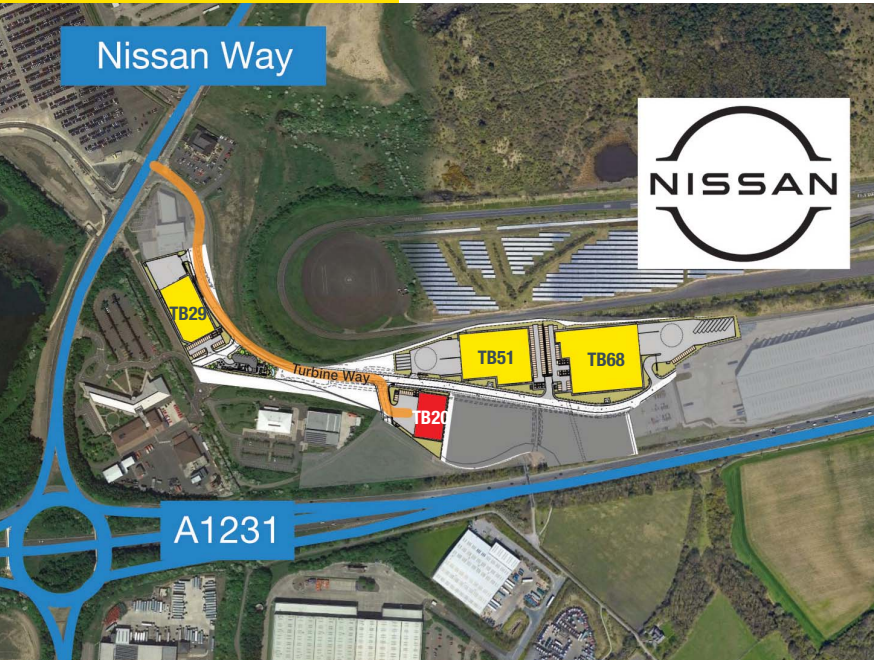 Nissan Way
NISSAN
TB29
TB51
TB68
Turbine Way
TB20
A1231